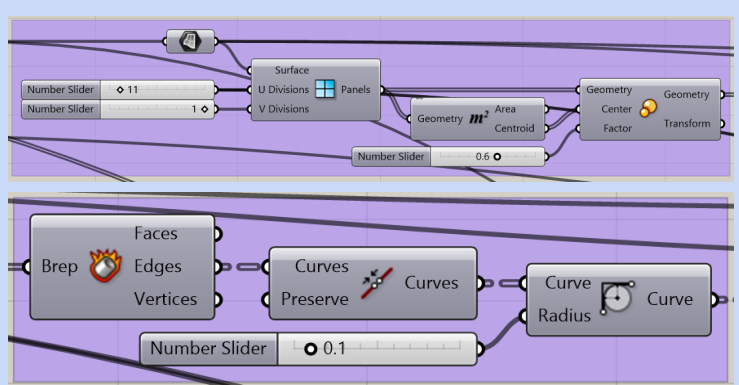 Surface
Number Slider 11 U Divisions Panels
Number Slider 1 V Divisions
Geometry Area Centroid
m²
Geometry Center Factor Geometry Transform
Number Slider 0.6
Brep Faces Edges Vertices
Curves Preserve Curves
Curve Radius Curve
Number Slider 0.1